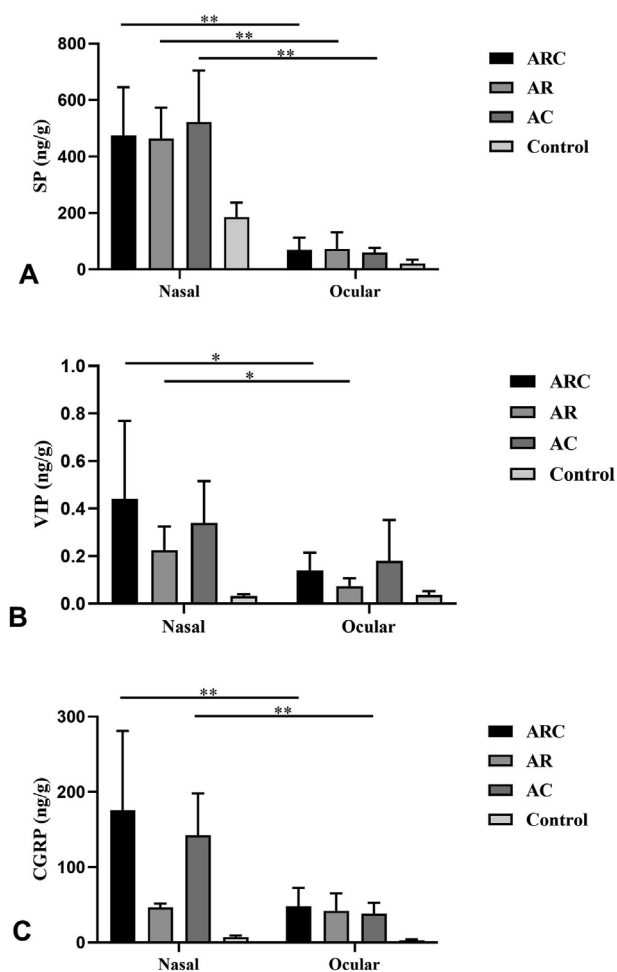 **
**
**
800
600
400
200
0
SP (ng/g)
Nasal
Ocular
ARC
AR
AC
Control
A
*
*
1.0
0.8
0.6
0.4
0.2
0.0
VIP (ng/g)
Nasal
Ocular
ARC
AR
AC
Control
B
**
**
300
200
100
0
CGRP (ng/g)
Nasal
Ocular
ARC
AR
AC
Control
C